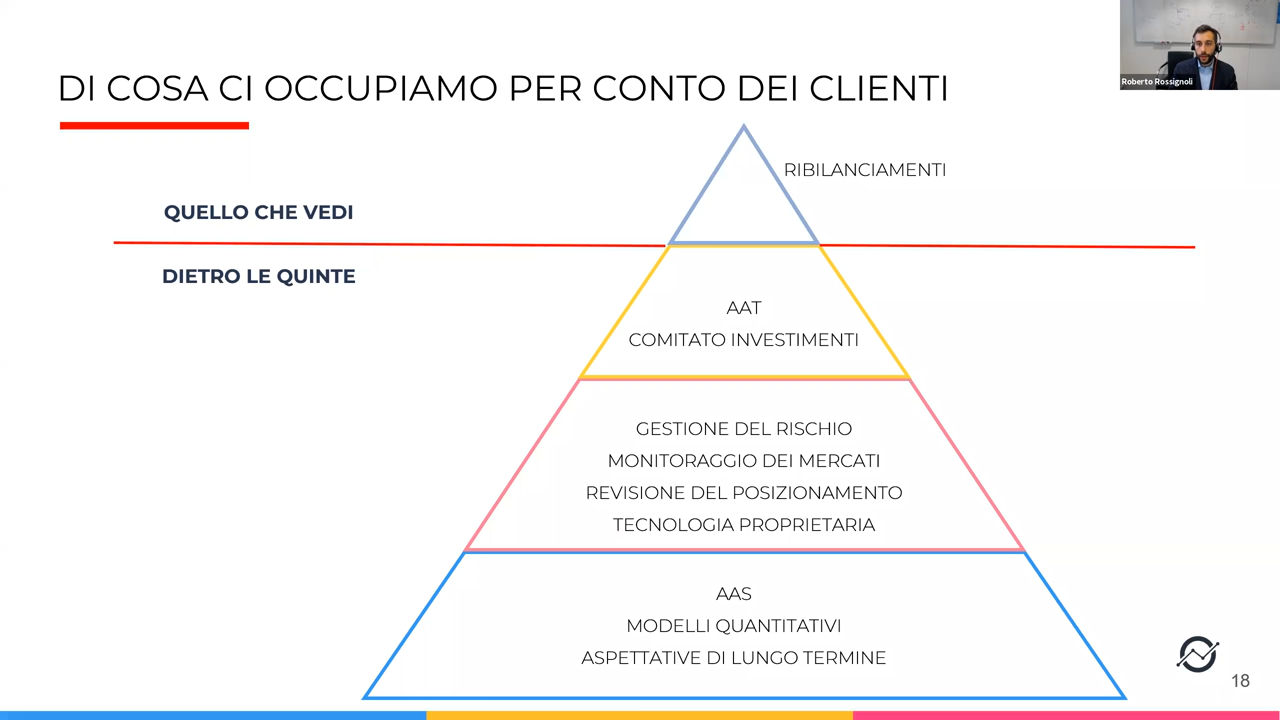 DI COSA CI OCCUPIAMO PER CONTO DEI CLIENTI
Roberto Rossignoli
RIBILANCIAMENTI
QUELLO CHE VEDI
DIETRO LE QUINTE
AAT
COMITATO INVESTIMENTI
GESTIONE DEL RISCHIO
MONITORAGGIO DEI MERCATI
REVISIONE DEL POSIZIONAMENTO
TECNOLOGIA PROPRIETARIA
AAS
MODELLI QUANTITATIVI
ASPETTATIVE DI LUNGO TERMINE
18